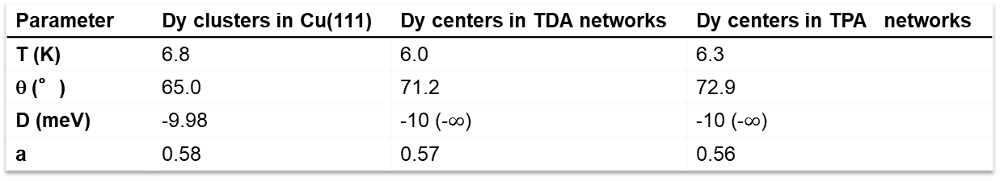 Parameter Dy clusters in Cu(111) Dy centers in TDA networks Dy centers in TPA networks
T (K) 6.8 6.0 6.3
θ (° ) 65.0 71.2 72.9
D (meV) -9.98 -10 (-∞) -10 (-∞)
a 0.58 0.57 0.56